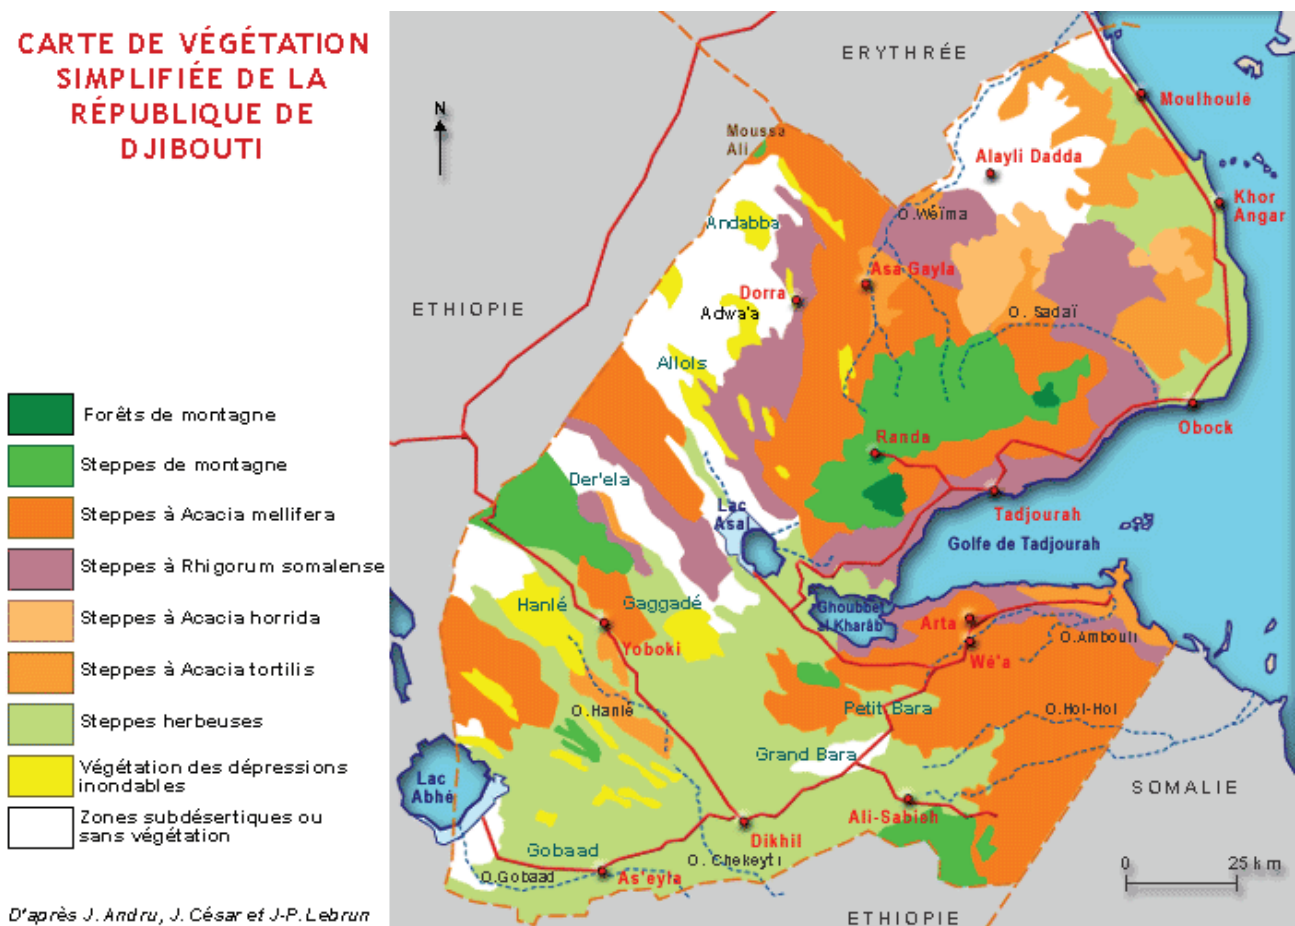 CARTE DE VÉGÉTATION
SIMPLIFIÉE DE LA
RÉPUBLIQUE DE
DJIBOUTI
N
ERYTHRÉE
Moulhoulé
Moussa
Ali
Alayli Dadda
Khor
Angar
O.Wéïma
Andabba
Asa Gayla
Dorra
ETHIOPIE
Adwa'a
O. Sadaï
Allols
Obock
Randa
Der'ela
Lac
Asal
Tadjourah
Golfe de Tadjourah
Hanlé
Gaggadé
Ghoubbet
al Kharâb
Arta
O.Ambouli
Yoboki
Wé'a
O.Hanlé
Petit Bara
O.Hol-Hol
Grand Bara
Lac
Abhé
SOMALIE
Ali-Sabieh
Dikhil
Gobaad
O. Chekeyti
O.Gobaad
As'eyla
0
25 km
ETHIOPIE
Forêts de montagne
Steppes de montagne
Steppes à Acacia mellifera
Steppes à Rhigorum somalense
Steppes à Acacia horrida
Steppes à Acacia tortilis
Steppes herbeuses
Végétation des dépressions
inondables
Zones subdésertiques ou
sans végétation
D'après J. Andru, J. César et J-P. Lebrun